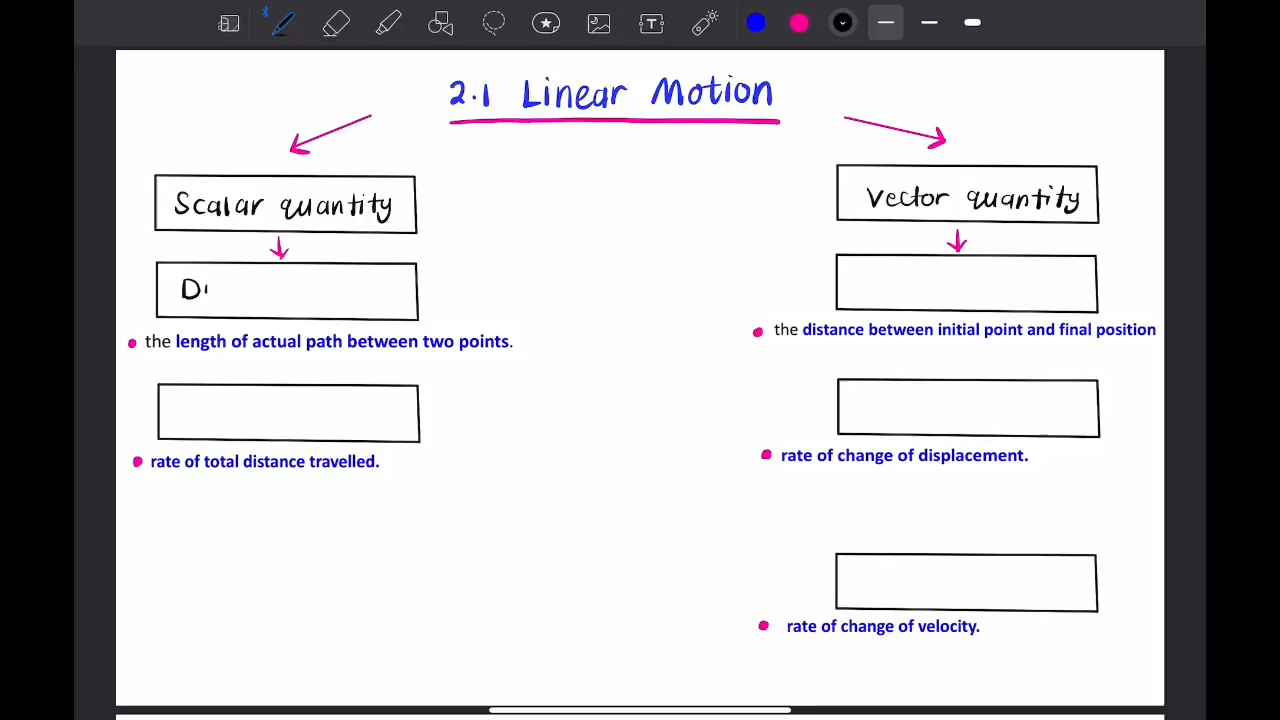 2.1 Linear Motion
Scalar quantity
Vector quantity
the length of actual path between two points.
the distance between initial point and final position
rate of total distance travelled.
rate of change of displacement.
rate of change of velocity.